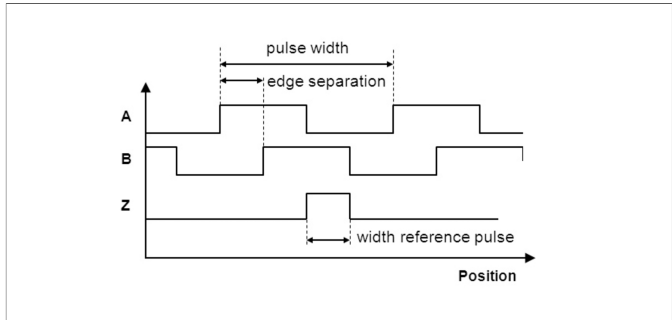 pulse width
edge separation
A
B
Z
width reference pulse
Position